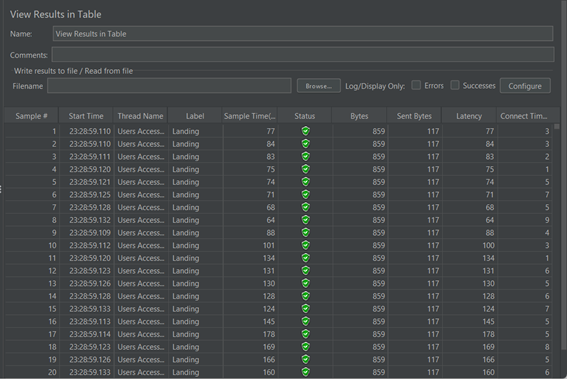 View Results in Table
Name: View Results in Table
Comments:
Write results to file / Read from file
Filename Browse... Log/Display Only: Errors Successes Configure
Sample # Start Time Thread Name Label Sample Time(... Status Bytes Sent Bytes Latency Connect Tim...
1 23:28:59.110 Users Access... Landing 77 859 117 77 3
2 23:28:59.110 Users Access... Landing 84 859 117 84 3
3 23:28:59.111 Users Access... Landing 83 859 117 83 2
4 23:28:59.120 Users Access... Landing 75 859 117 75 1
5 23:28:59.121 Users Access... Landing 74 859 117 74 5
6 23:28:59.125 Users Access... Landing 71 859 117 71 7
7 23:28:59.128 Users Access... Landing 68 859 117 68 5
8 23:28:59.132 Users Access... Landing 64 859 117 64 9
9 23:28:59.109 Users Access... Landing 88 859 117 88 4
10 23:28:59.112 Users Access... Landing 101 859 117 100 3
11 23:28:59.120 Users Access... Landing 134 859 117 134 1
12 23:28:59.123 Users Access... Landing 131 859 117 131 6
13 23:28:59.126 Users Access... Landing 130 859 117 130 5
14 23:28:59.128 Users Access... Landing 128 859 117 128 6
15 23:28:59.133 Users Access... Landing 124 859 117 124 7
16 23:28:59.113 Users Access... Landing 145 859 117 145 5
17 23:28:59.114 Users Access... Landing 178 859 117 178 5
18 23:28:59.123 Users Access... Landing 169 859 117 169 8
19 23:28:59.126 Users Access... Landing 166 859 117 166 5
20 23:28:59.133 Users Access... Landing 160 859 117 160 6